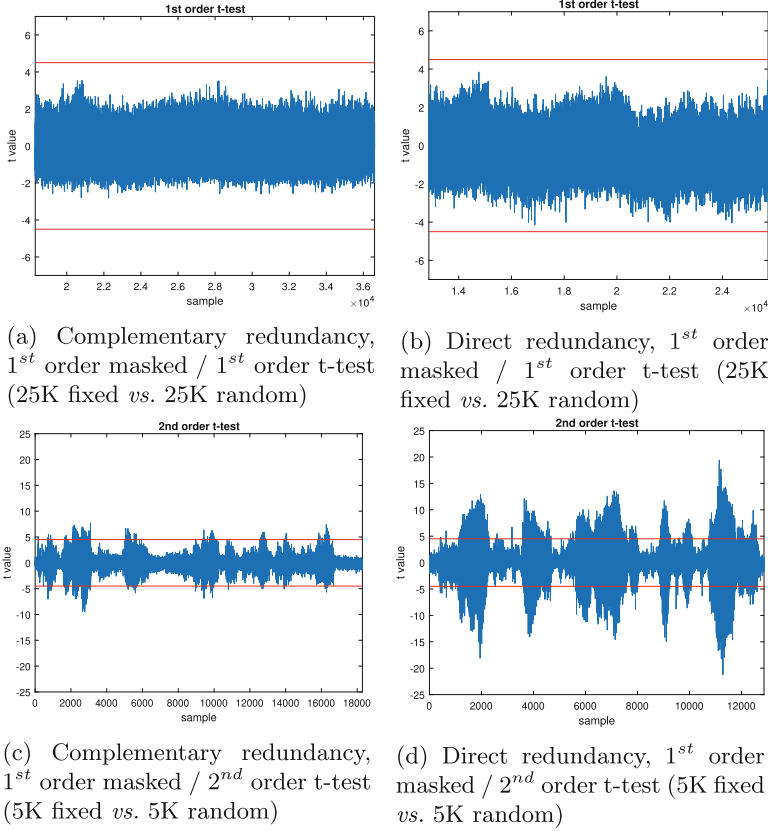 1st order t-test
6
4
2
0
-2
-4
-6
t value
2 2.2 2.4 2.6 2.8 3 3.2 3.4 3.6
sample
×10⁴
(a) Complementary redundancy,
1st order masked / 1st order t-test
(25K fixed vs. 25K random)
1st order t-test
6
4
2
0
-2
-4
-6
t value
1.4 1.6 1.8 2 2.2 2.4
sample
×10⁴
(b) Direct redundancy, 1st order
masked / 1st order t-test (25K
fixed vs. 25K random)
2nd order t-test
25
20
15
10
5
0
-5
-10
-15
-20
-25
t value
0 2000 4000 6000 8000 10000 12000 14000 16000 18000
sample
(c) Complementary redundancy,
1st order masked / 2nd order t-test
(5K fixed vs. 5K random)
2nd order t-test
25
20
15
10
5
0
-5
-10
-15
-20
-25
t value
0 2000 4000 6000 8000 10000 12000
sample
(d) Direct redundancy, 1st order
masked / 2nd order t-test (5K fixed
vs. 5K random)